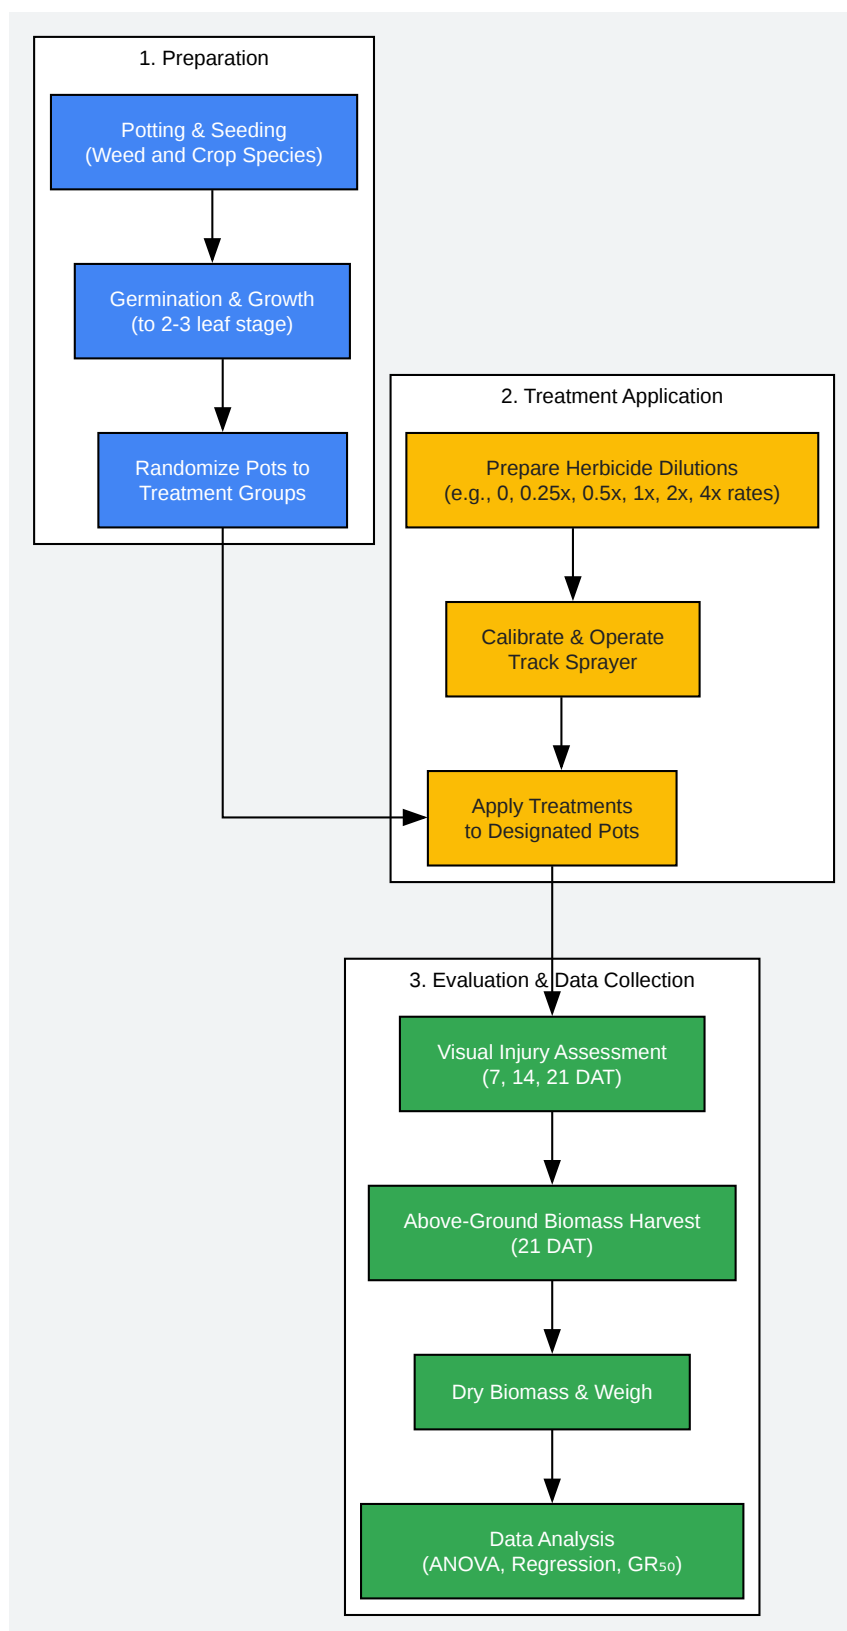 1. Preparation
Potting & Seeding
(Weed and Crop Species)
Germination & Growth
(to 2-3 leaf stage)
Randomize Pots to
Treatment Groups
2. Treatment Application
Prepare Herbicide Dilutions
(e.g., 0, 0.25x, 0.5x, 1x, 2x, 4x rates)
Calibrate & Operate
Track Sprayer
Apply Treatments
to Designated Pots
3. Evaluation & Data Collection
Visual Injury Assessment
(7, 14, 21 DAT)
Above-Ground Biomass Harvest
(21 DAT)
Dry Biomass & Weigh
Data Analysis
(ANOVA, Regression, GR₅₀)